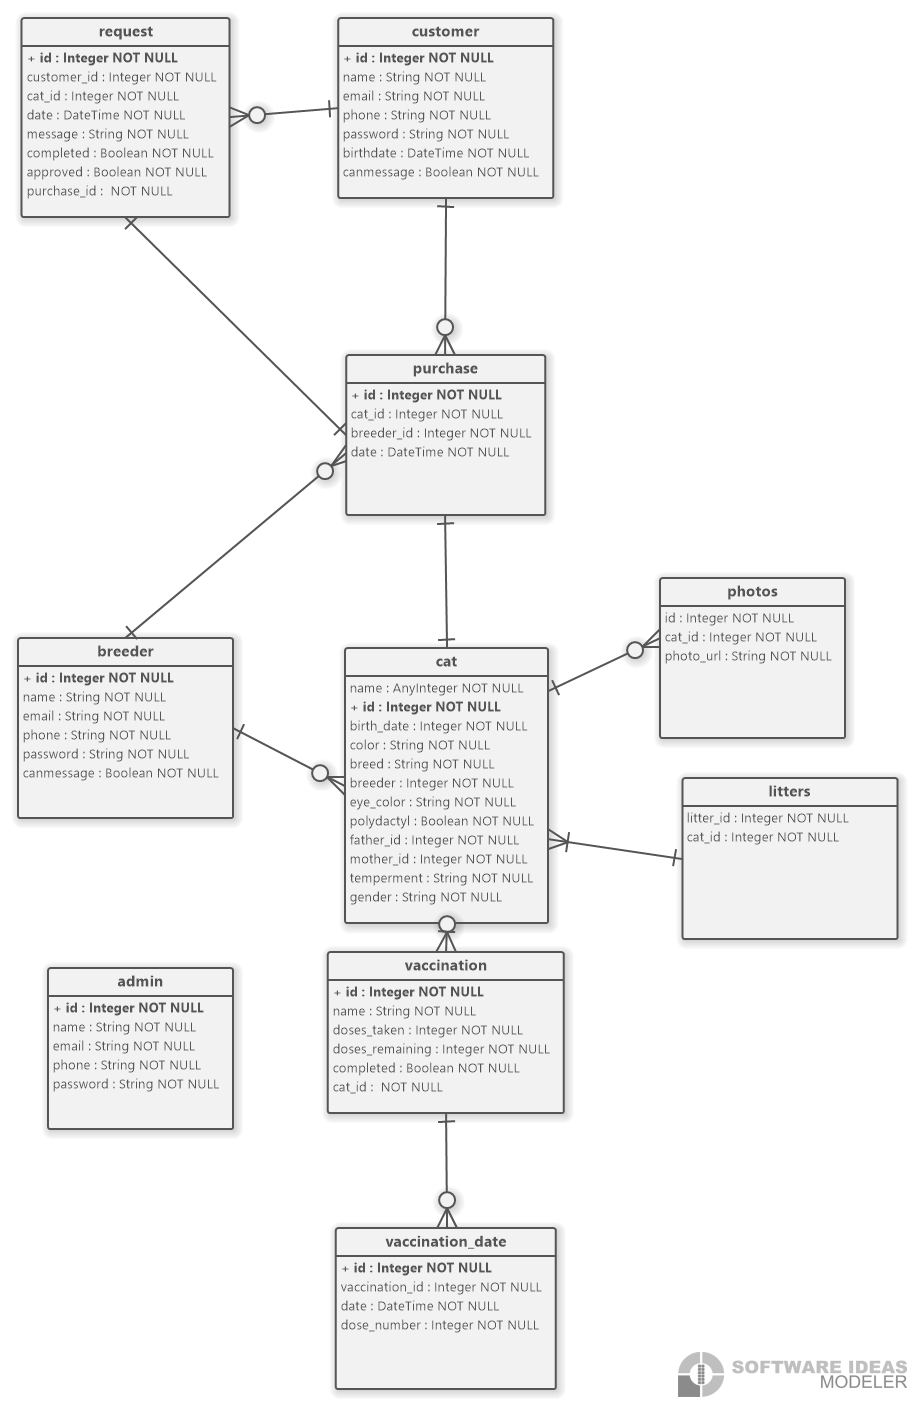 request
+ id : Integer NOT NULL
customer_id : Integer NOT NULL
cat_id : Integer NOT NULL
date : DateTime NOT NULL
message : String NOT NULL
completed : Boolean NOT NULL
approved : Boolean NOT NULL
purchase_id :  NOT NULL
customer
+ id : Integer NOT NULL
name : String NOT NULL
email : String NOT NULL
phone : String NOT NULL
password : String NOT NULL
birthdate : DateTime NOT NULL
canmessage : Boolean NOT NULL
purchase
+ id : Integer NOT NULL
cat_id : Integer NOT NULL
breeder_id : Integer NOT NULL
date : DateTime NOT NULL
photos
id : Integer NOT NULL
cat_id : Integer NOT NULL
photo_url : String NOT NULL
breeder
+ id : Integer NOT NULL
name : String NOT NULL
email : String NOT NULL
phone : String NOT NULL
password : String NOT NULL
canmessage : Boolean NOT NULL
cat
name : AnyInteger NOT NULL
+ id : Integer NOT NULL
birth_date : Integer NOT NULL
color : String NOT NULL
breed : String NOT NULL
breeder : Integer NOT NULL
eye_color : String NOT NULL
polydactyl : Boolean NOT NULL
father_id : Integer NOT NULL
mother_id : Integer NOT NULL
temperment : String NOT NULL
gender : String NOT NULL
litters
litter_id : Integer NOT NULL
cat_id : Integer NOT NULL
admin
+ id : Integer NOT NULL
name : String NOT NULL
email : String NOT NULL
phone : String NOT NULL
password : String NOT NULL
vaccination
+ id : Integer NOT NULL
name : String NOT NULL
doses_taken : Integer NOT NULL
doses_remaining : Integer NOT NULL
completed : Boolean NOT NULL
cat_id :  NOT NULL
vaccination_date
+ id : Integer NOT NULL
vaccination_id : Integer NOT NULL
date : DateTime NOT NULL
dose_number : Integer NOT NULL
SOFTWARE IDEAS
MODELER